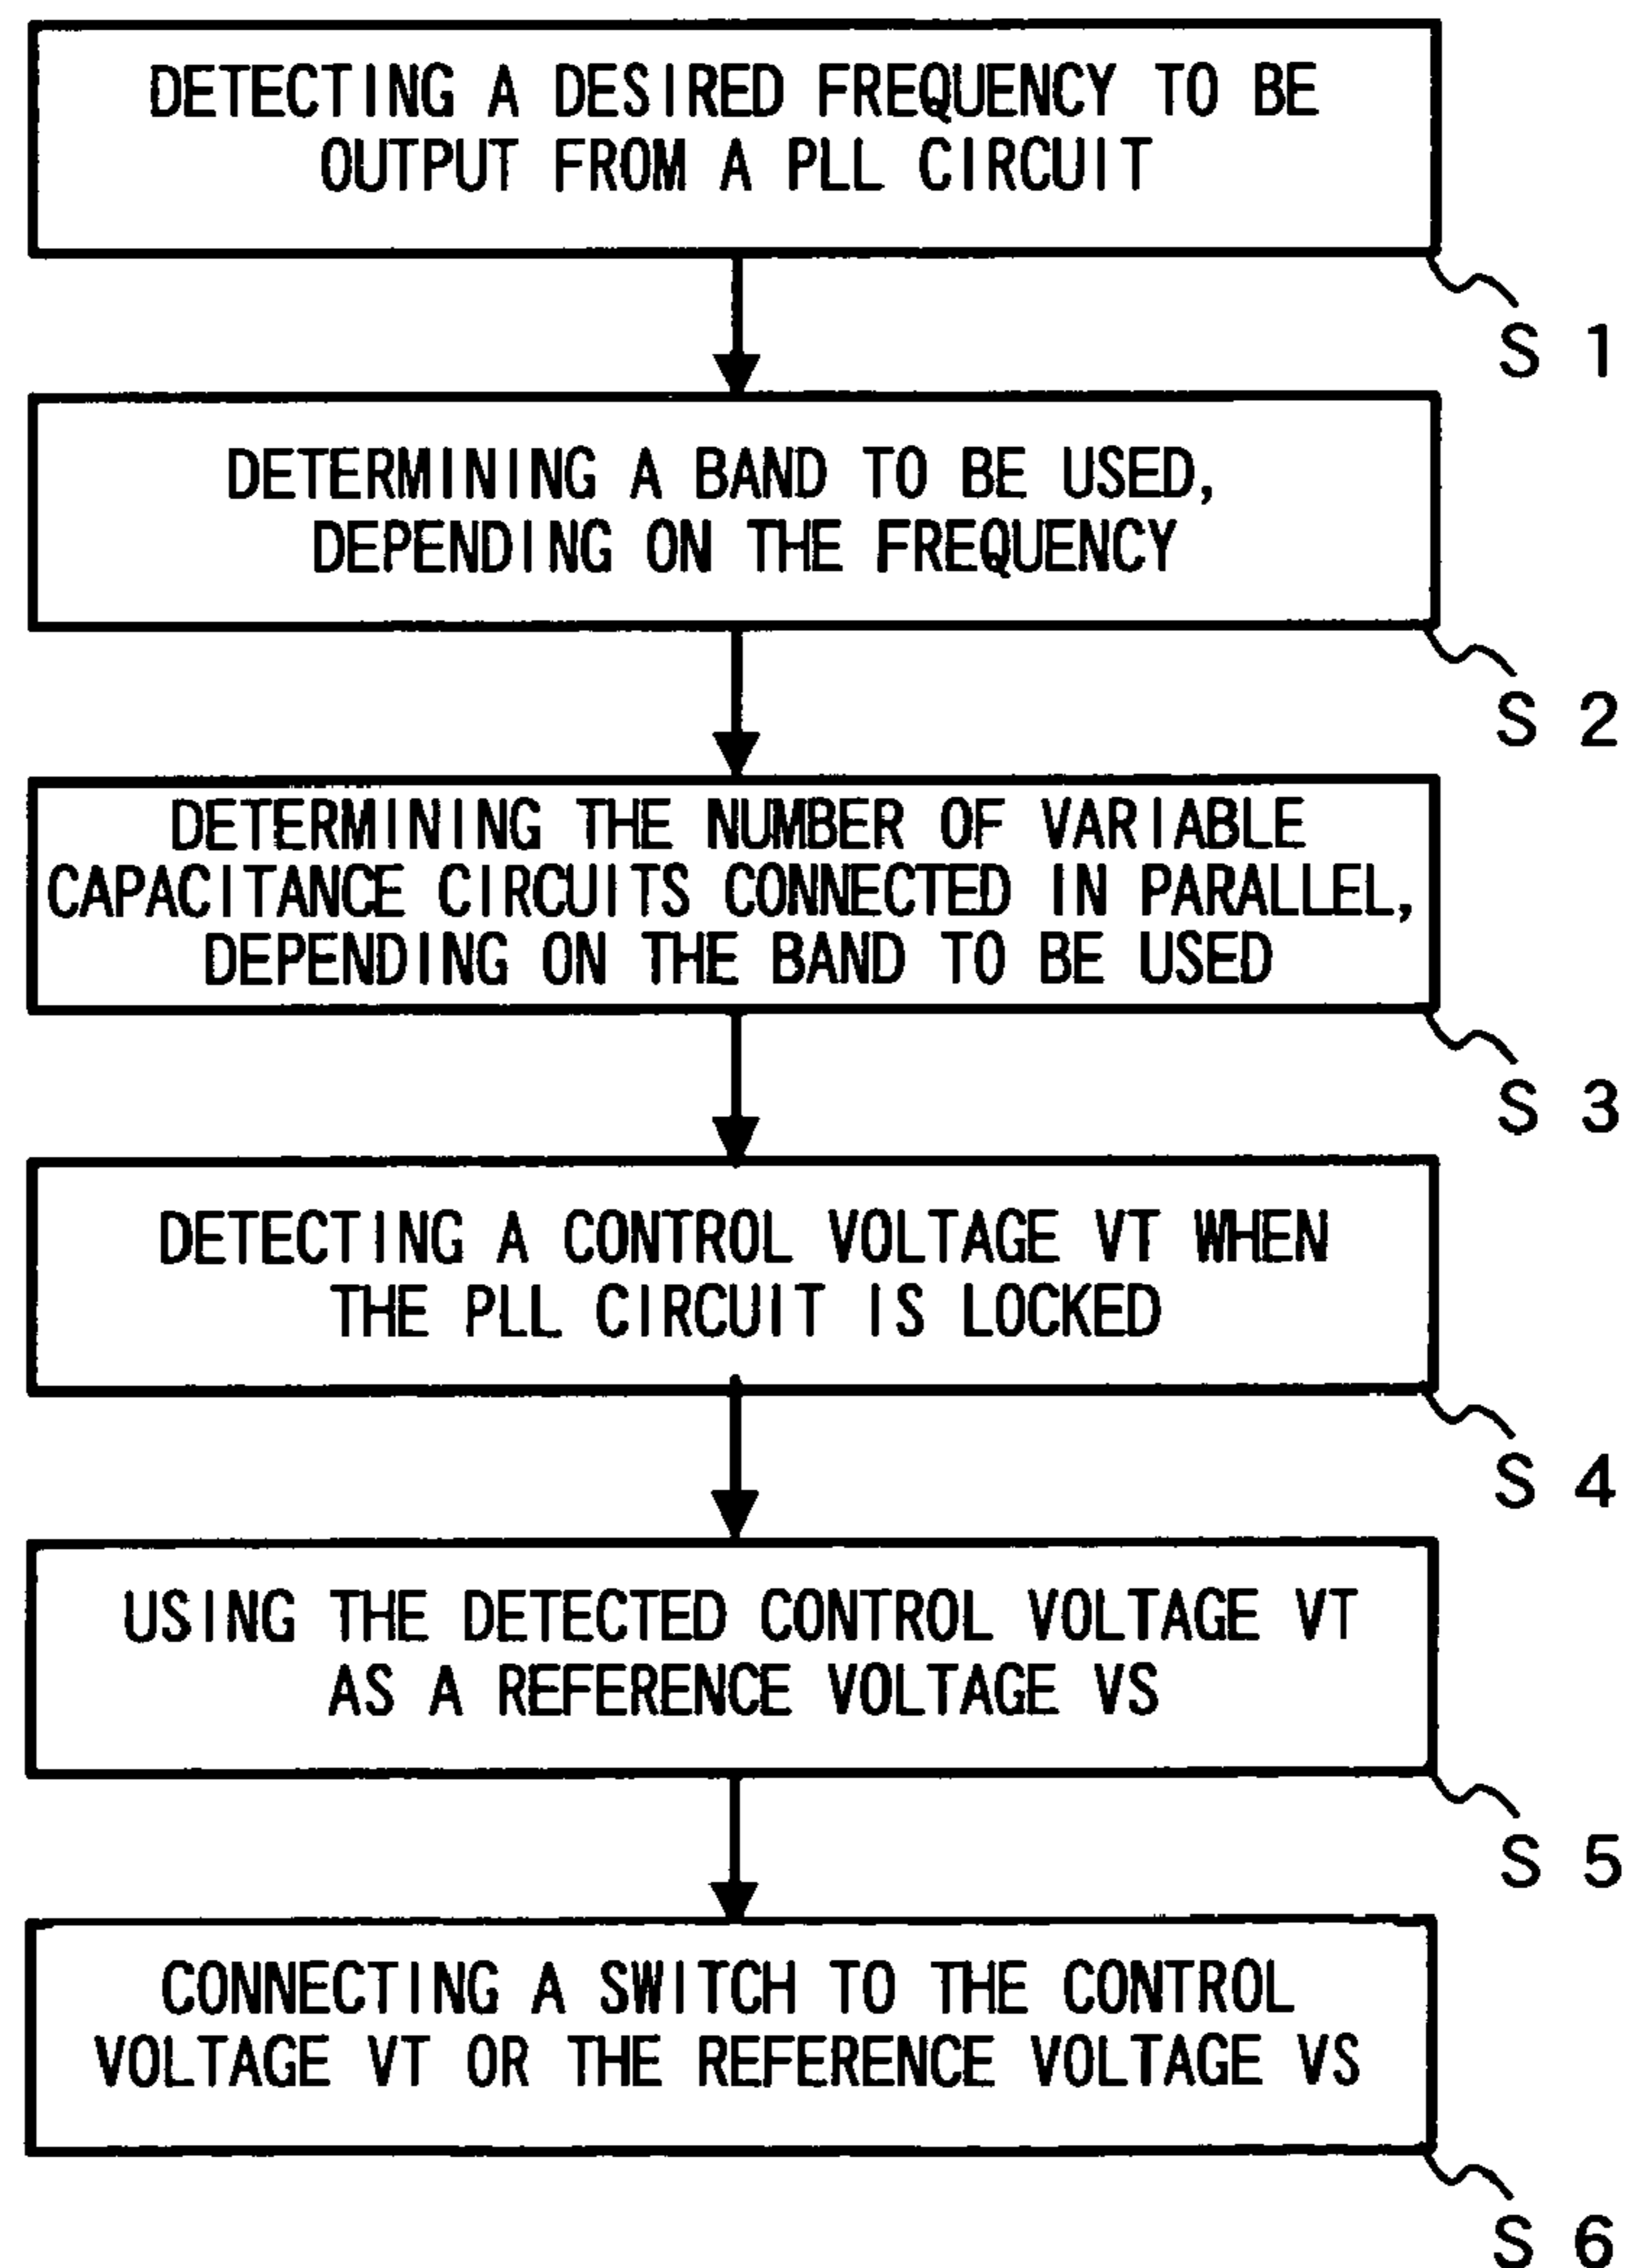 DETECTING A DESIRED FREQUENCY TO BE
OUTPUT FROM A PLL CIRCUIT
S 1
DETERMINING A BAND TO BE USED,
DEPENDING ON THE FREQUENCY
S 2
DETERMINING THE NUMBER OF VARIABLE
CAPACITANCE CIRCUITS CONNECTED IN PARALLEL,
DEPENDING ON THE BAND TO BE USED
S 3
DETECTING A CONTROL VOLTAGE VT WHEN
THE PLL CIRCUIT IS LOCKED
S 4
USING THE DETECTED CONTROL VOLTAGE VT
AS A REFERENCE VOLTAGE VS
S 5
CONNECTING A SWITCH TO THE CONTROL
VOLTAGE VT OR THE REFERENCE VOLTAGE VS
S 6